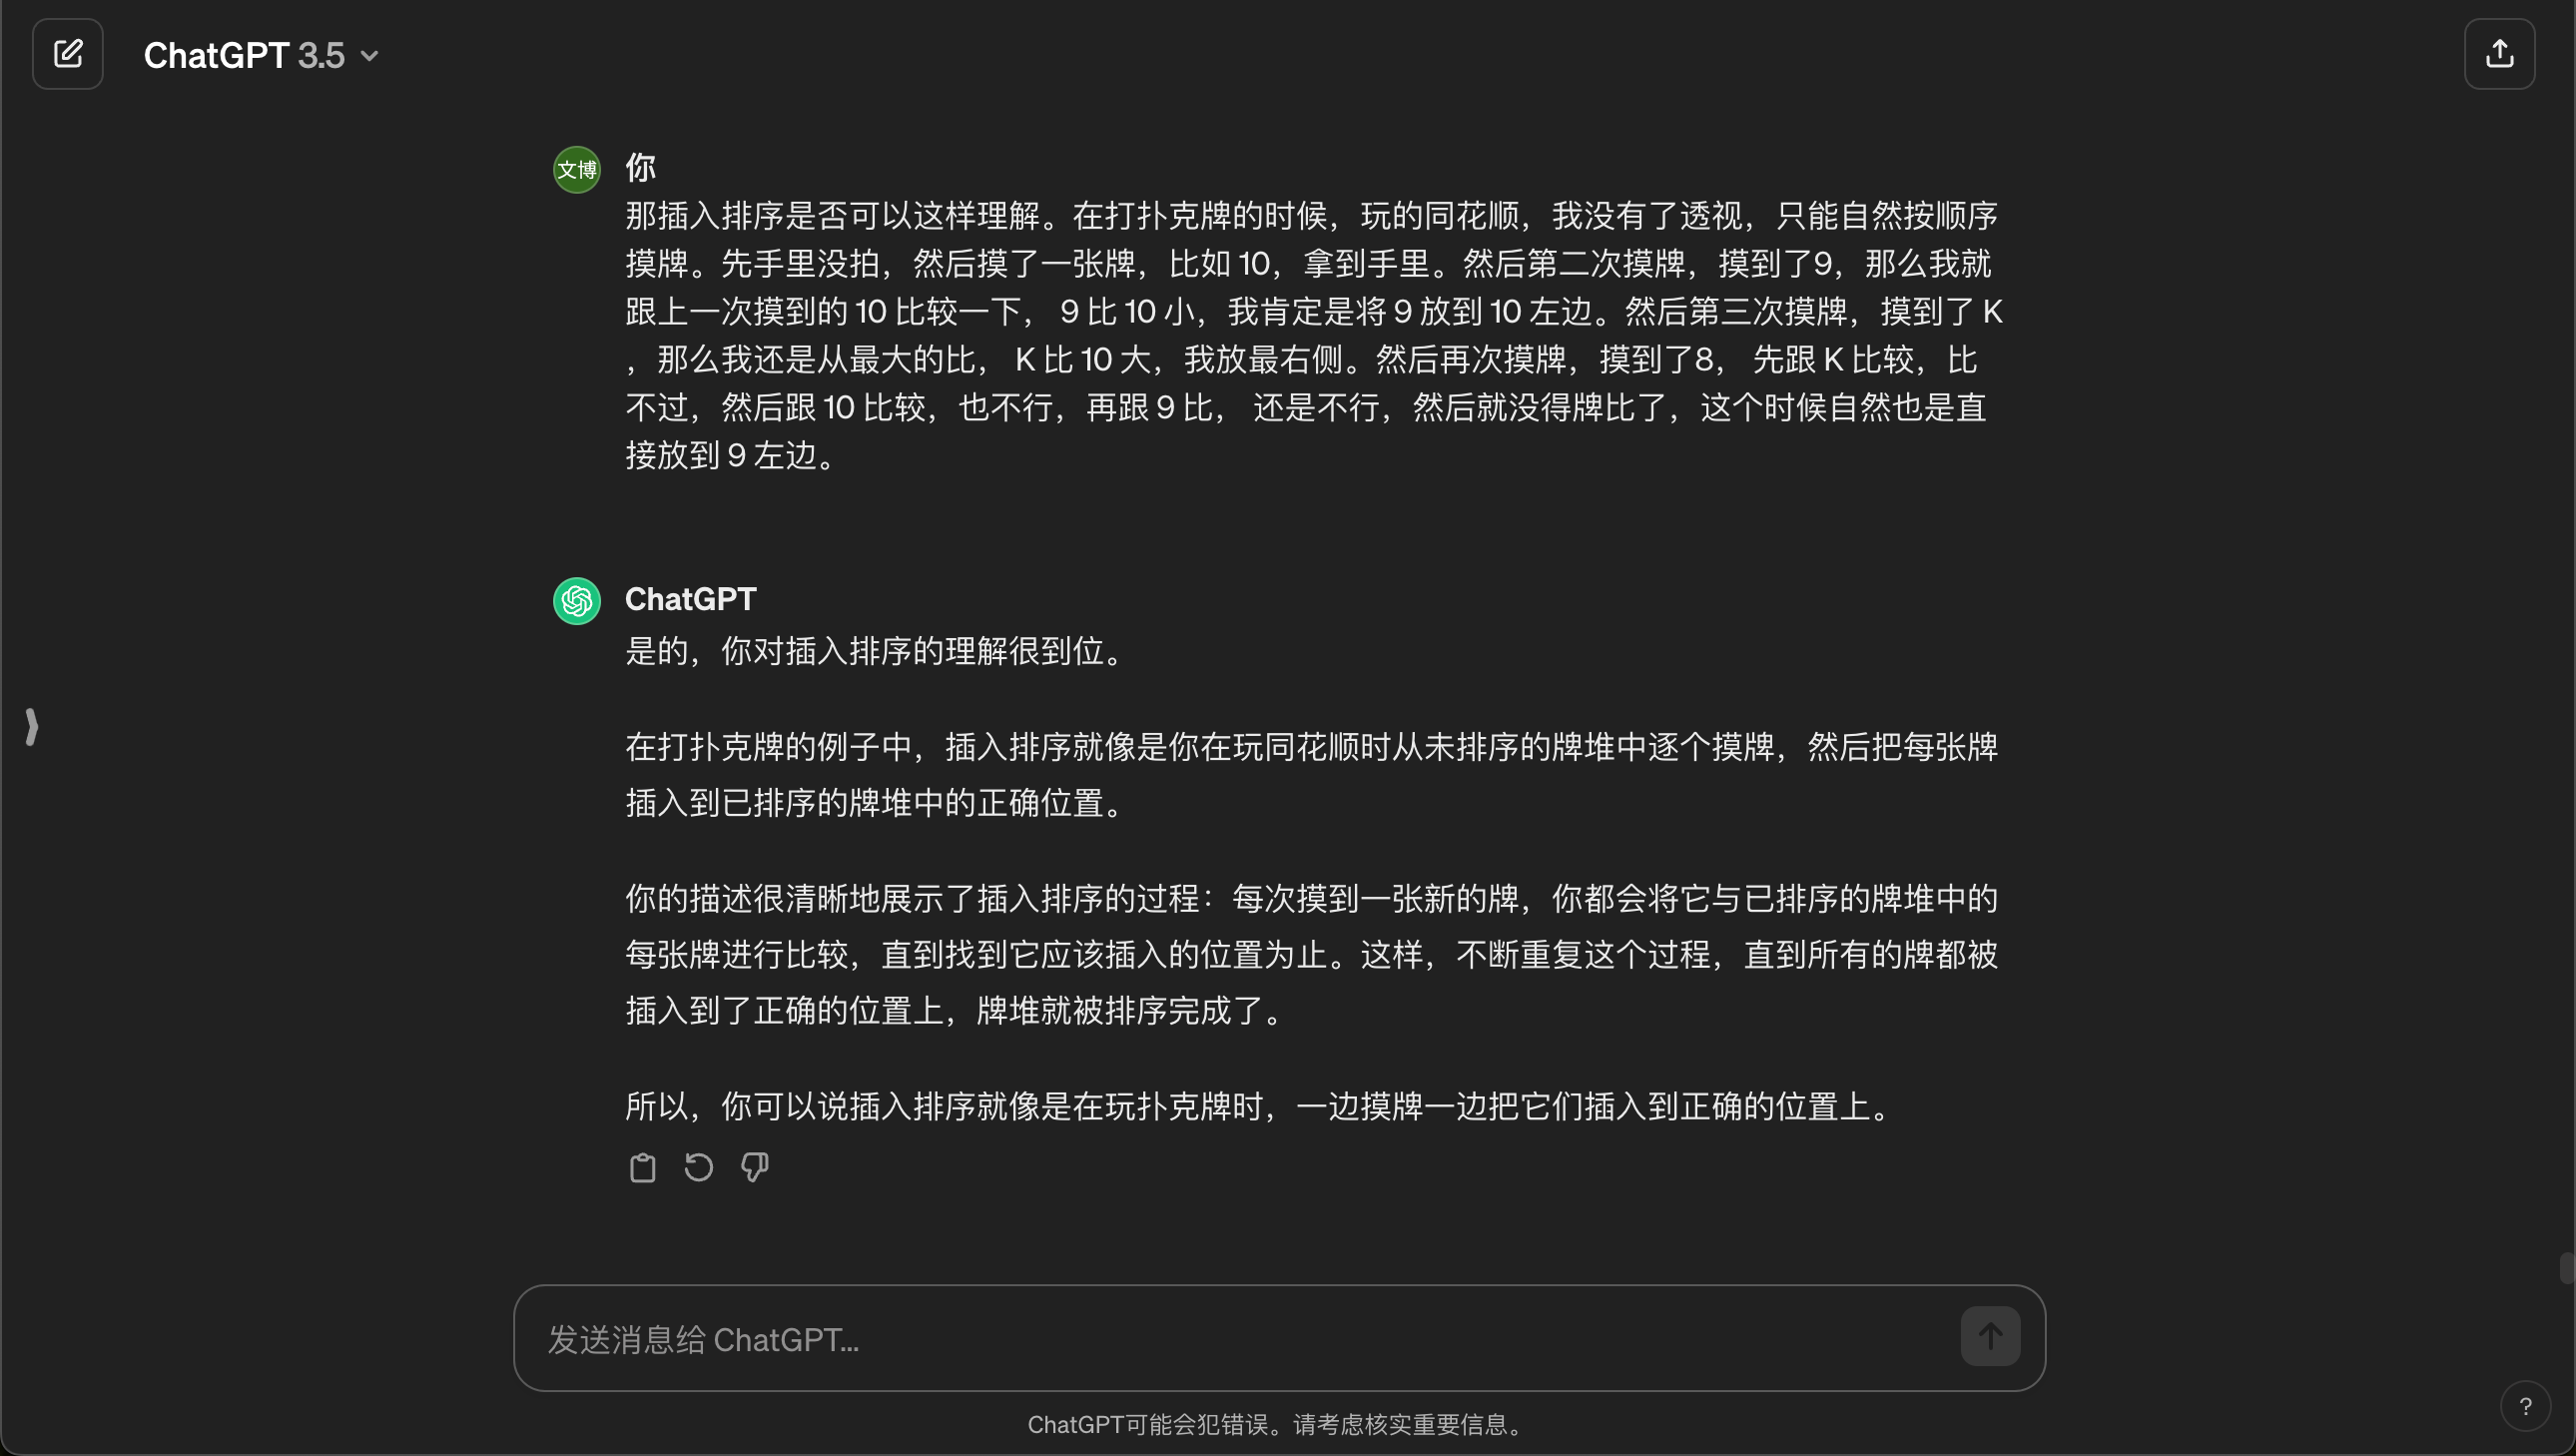 ChatGPT 3.5
文博
你
那插入排序是否可以这样理解。在打扑克牌的时候，玩的同花顺，我没有了透视，只能自然按顺序
摸牌。先手里没拍，然后摸了一张牌，比如 10，拿到手里。然后第二次摸牌，摸到了9，那么我就
跟上一次摸到的 10 比较一下， 9 比 10 小，我肯定是将 9 放到 10 左边。然后第三次摸牌，摸到了 K
，那么我还是从最大的比， K 比 10 大，我放最右侧。然后再次摸牌，摸到了8， 先跟 K 比较，比
不过，然后跟 10 比较，也不行，再跟 9 比， 还是不行，然后就没得牌比了，这个时候自然也是直
接放到 9 左边。
ChatGPT
是的，你对插入排序的理解很到位。
在打扑克牌的例子中，插入排序就像是你在玩同花顺时从未排序的牌堆中逐个摸牌，然后把每张牌
插入到已排序的牌堆中的正确位置。
你的描述很清晰地展示了插入排序的过程：每次摸到一张新的牌，你都会将它与已排序的牌堆中的
每张牌进行比较，直到找到它应该插入的位置为止。这样，不断重复这个过程，直到所有的牌都被
插入到了正确的位置上，牌堆就被排序完成了。
所以，你可以说插入排序就像是在玩扑克牌时，一边摸牌一边把它们插入到正确的位置上。
发送消息给 ChatGPT...
ChatGPT可能会犯错误。请考虑核实重要信息。
?